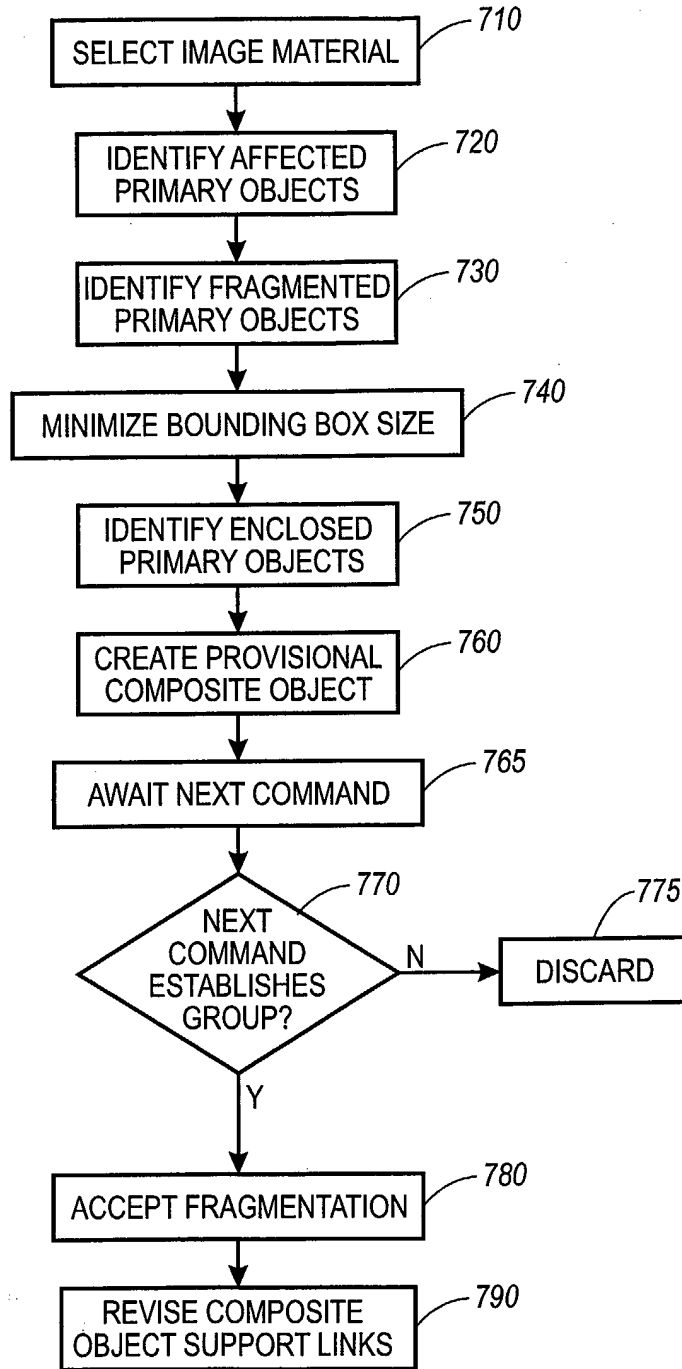 710
SELECT IMAGE MATERIAL
720
IDENTIFY AFFECTED
PRIMARY OBJECTS
730
IDENTIFY FRAGMENTED
PRIMARY OBJECTS
740
MINIMIZE BOUNDING BOX SIZE
750
IDENTIFY ENCLOSED
PRIMARY OBJECTS
760
CREATE PROVISIONAL
COMPOSITE OBJECT
765
AWAIT NEXT COMMAND
770
NEXT
COMMAND
ESTABLISHES
GROUP?
N
775
DISCARD
Y
780
ACCEPT FRAGMENTATION
790
REVISE COMPOSITE
OBJECT SUPPORT LINKS